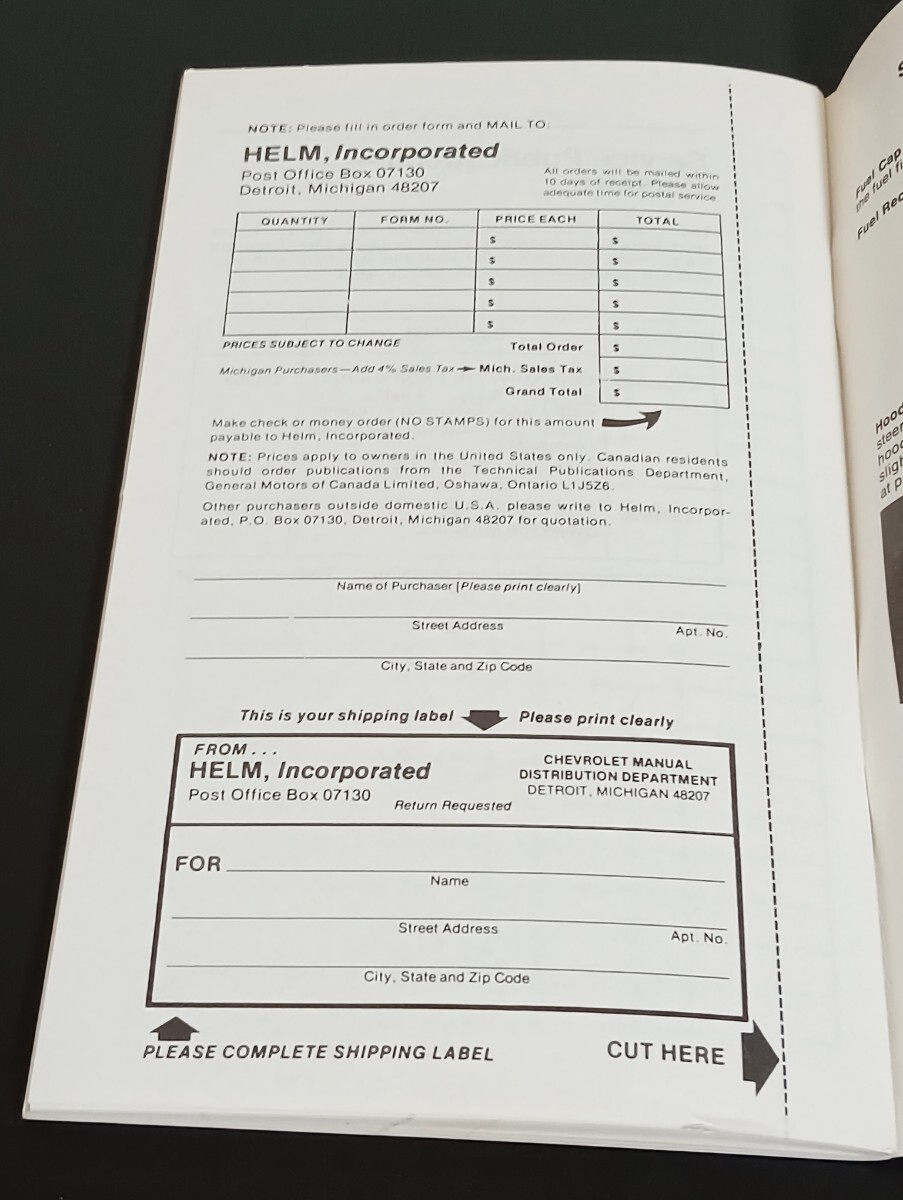 NOTE: Please fill in order form and MAIL TO:
HELM, Incorporated
Post Office Box 07130
Detroit, Michigan 48207
All orders will be mailed within
10 days of receipt. Please allow
adequate time for postal service.
QUANTITY FORM NO. PRICE EACH TOTAL
$ $
$ $
$ $
$ $
$ $
PRICES SUBJECT TO CHANGE Total Order $
Michigan Purchasers—Add 4% Sales Tax Mich. Sales Tax $
Grand Total $
Make check or money order (NO STAMPS) for this amount
payable to Helm, Incorporated.
NOTE: Prices apply to owners in the United States only. Canadian residents
should order publications from the Technical Publications Department,
General Motors of Canada Limited, Oshawa, Ontario L1J5Z6.
Other purchasers outside domestic U.S.A. please write to Helm, Incorpor-
ated, P.O. Box 07130, Detroit, Michigan 48207 for quotation.
Name of Purchaser [Please print clearly]
Street Address Apt. No.
City, State and Zip Code
This is your shipping label Please print clearly
FROM...
HELM, Incorporated
Post Office Box 07130
Return Requested
CHEVROLET MANUAL
DISTRIBUTION DEPARTMENT
DETROIT, MICHIGAN 48207
FOR
Name
Street Address Apt. No.
City, State and Zip Code
PLEASE COMPLETE SHIPPING LABEL CUT HERE
Fuel Cap
the fuel
Fuel
Hood
hood
at